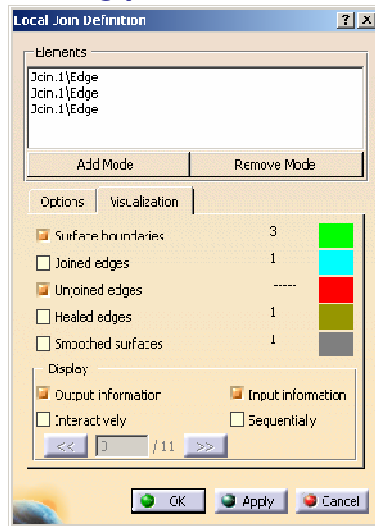 Local Join Definition ? X
Elements
Join.1\Edge
Join.1\Edge
Join.1\Edge
Add Mode Remove Mode
Options Visualization
Surface boundaries 3
Joined edges 1
Unjoined edges -----
Healed edges 1
Smoothed surfaces 1
Display
Output information Input information
Interactively Sequentially
<< /11 >>
OK Apply Cancel